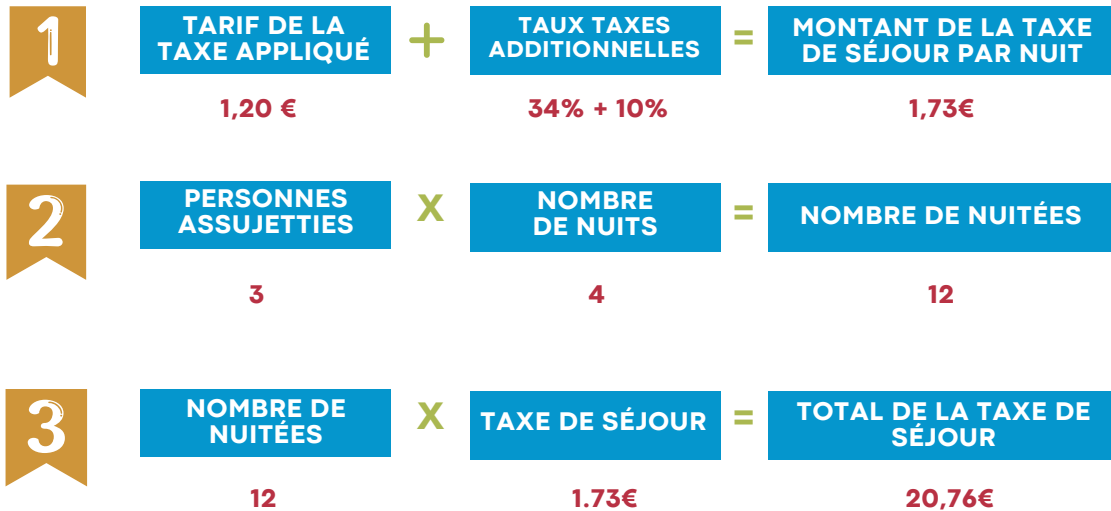 1
TARIF DE LA
TAXE APPLIQUÉ
+
TAUX TAXES
ADDITIONNELLES
=
MONTANT DE LA TAXE
DE SÉJOUR PAR NUIT
1,20 €
34% + 10%
1,73€
2
PERSONNES
ASSUJETTIES
X
NOMBRE
DE NUITS
=
NOMBRE DE NUITÉES
3
4
12
3
NOMBRE DE
NUITÉES
X
TAXE DE SÉJOUR
=
TOTAL DE LA TAXE DE
SÉJOUR
12
1.73€
20,76€